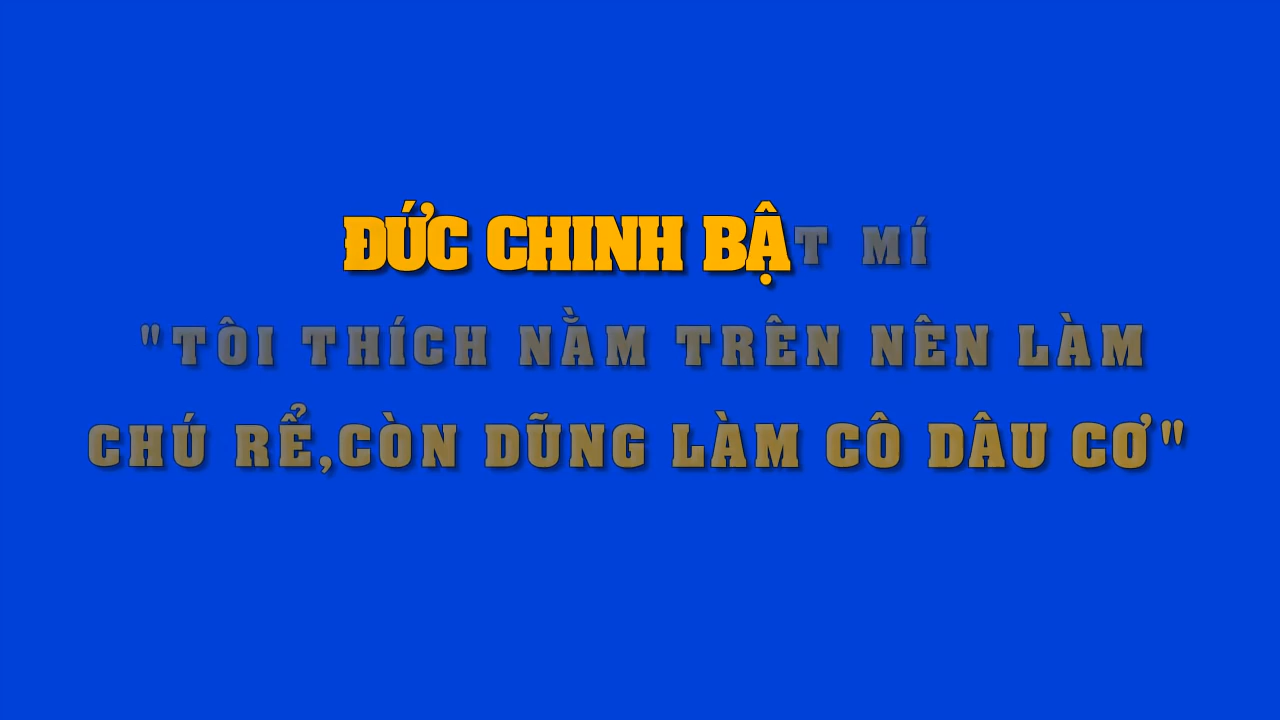 ĐỨC CHINH BẬT MÍ
"TÔI THÍCH NẰM TRÊN NÊN LÀM
CHÚ RỂ,CÒN DŨNG LÀM CÔ DÂU CƠ"